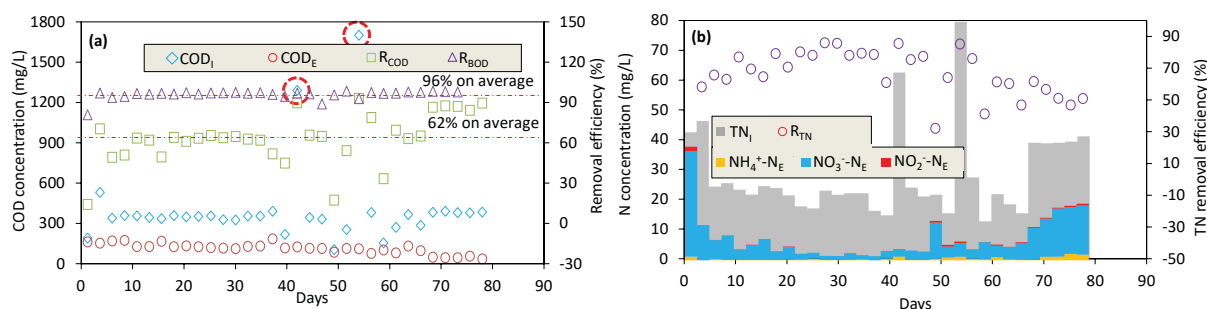 (a)
COD_I COD_E R_COD R_BOD
96% on average
62% on average
COD concentration (mg/L)
1800
1500
1200
900
600
300
0
150
120
90
60
30
0
-30
Removal efficiency (%)
0 10 20 30 40 50 60 70 80 90
Days
(b)
TN_I R_TN
NH₄⁺-N_E NO₃⁻-N_E NO₂⁻-N_E
N concentration (mg/L)
80
70
60
50
40
30
20
10
0
90
70
50
30
10
-10
-30
-50
TN removal efficiency (%)
0 10 20 30 40 50 60 70 80 90
Days